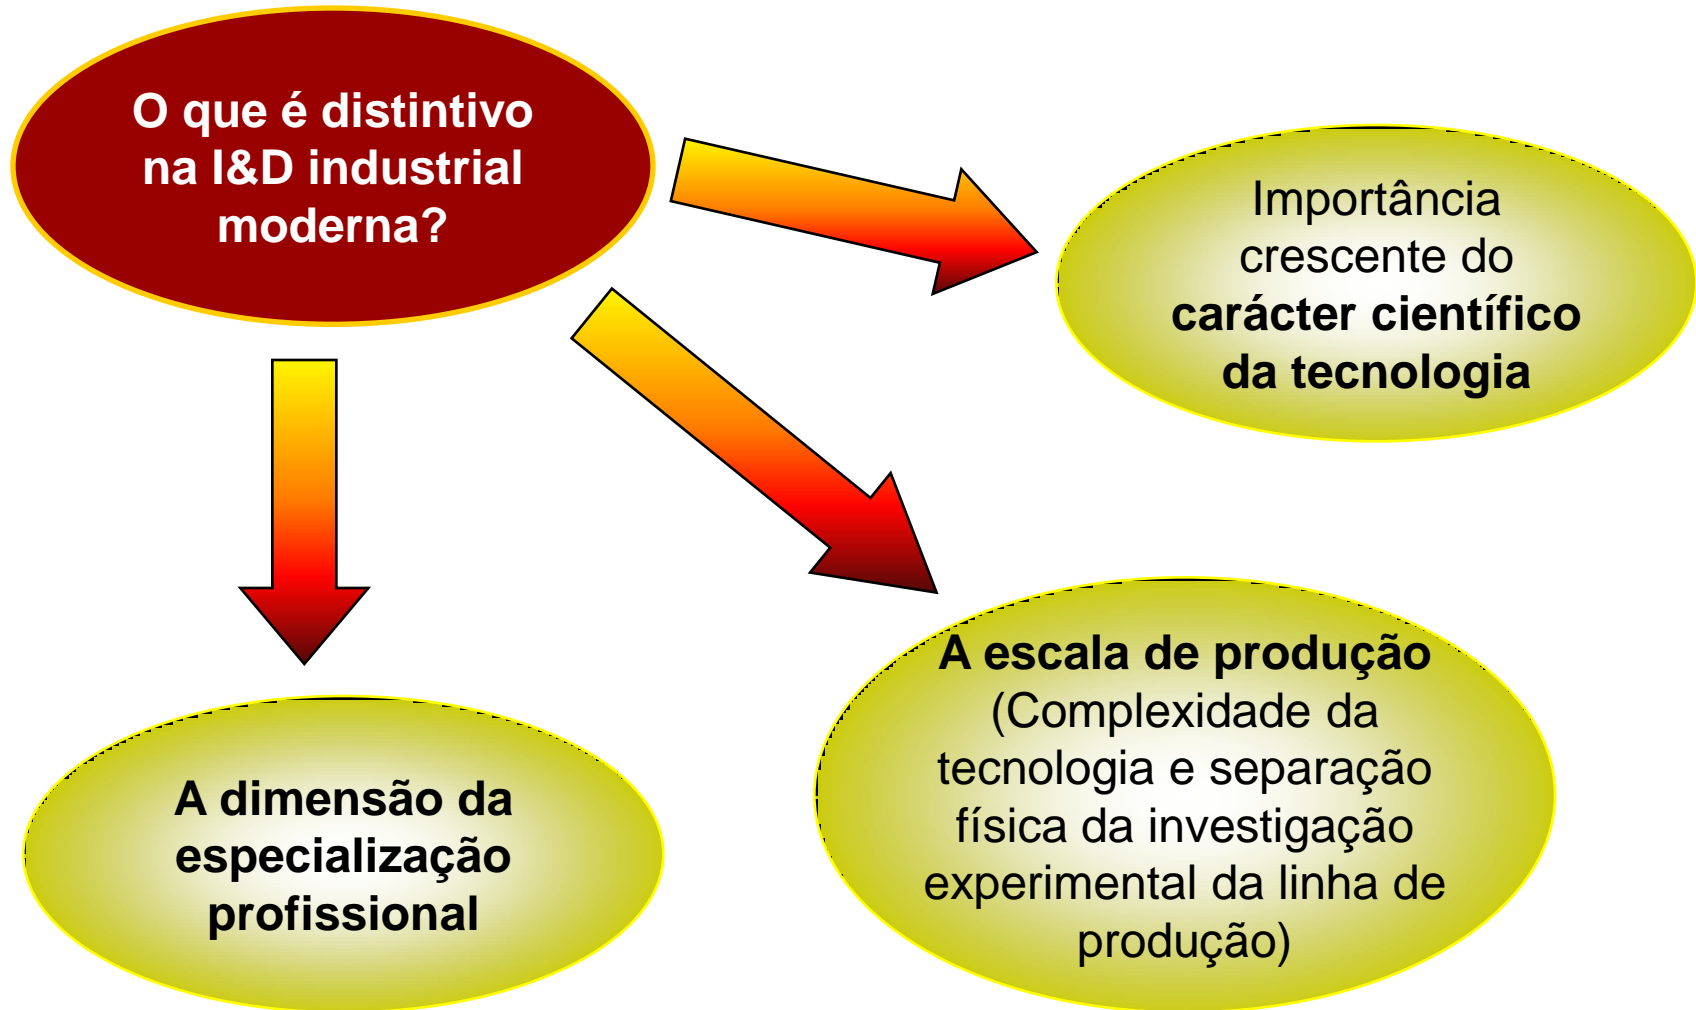 O que é distintivo
na I&D industrial
moderna?
Importância
crescente do
carácter científico
da tecnologia
A escala de produção
(Complexidade da
tecnologia e separação
física da investigação
experimental da linha de
produção)
A dimensão da
especialização
profissional